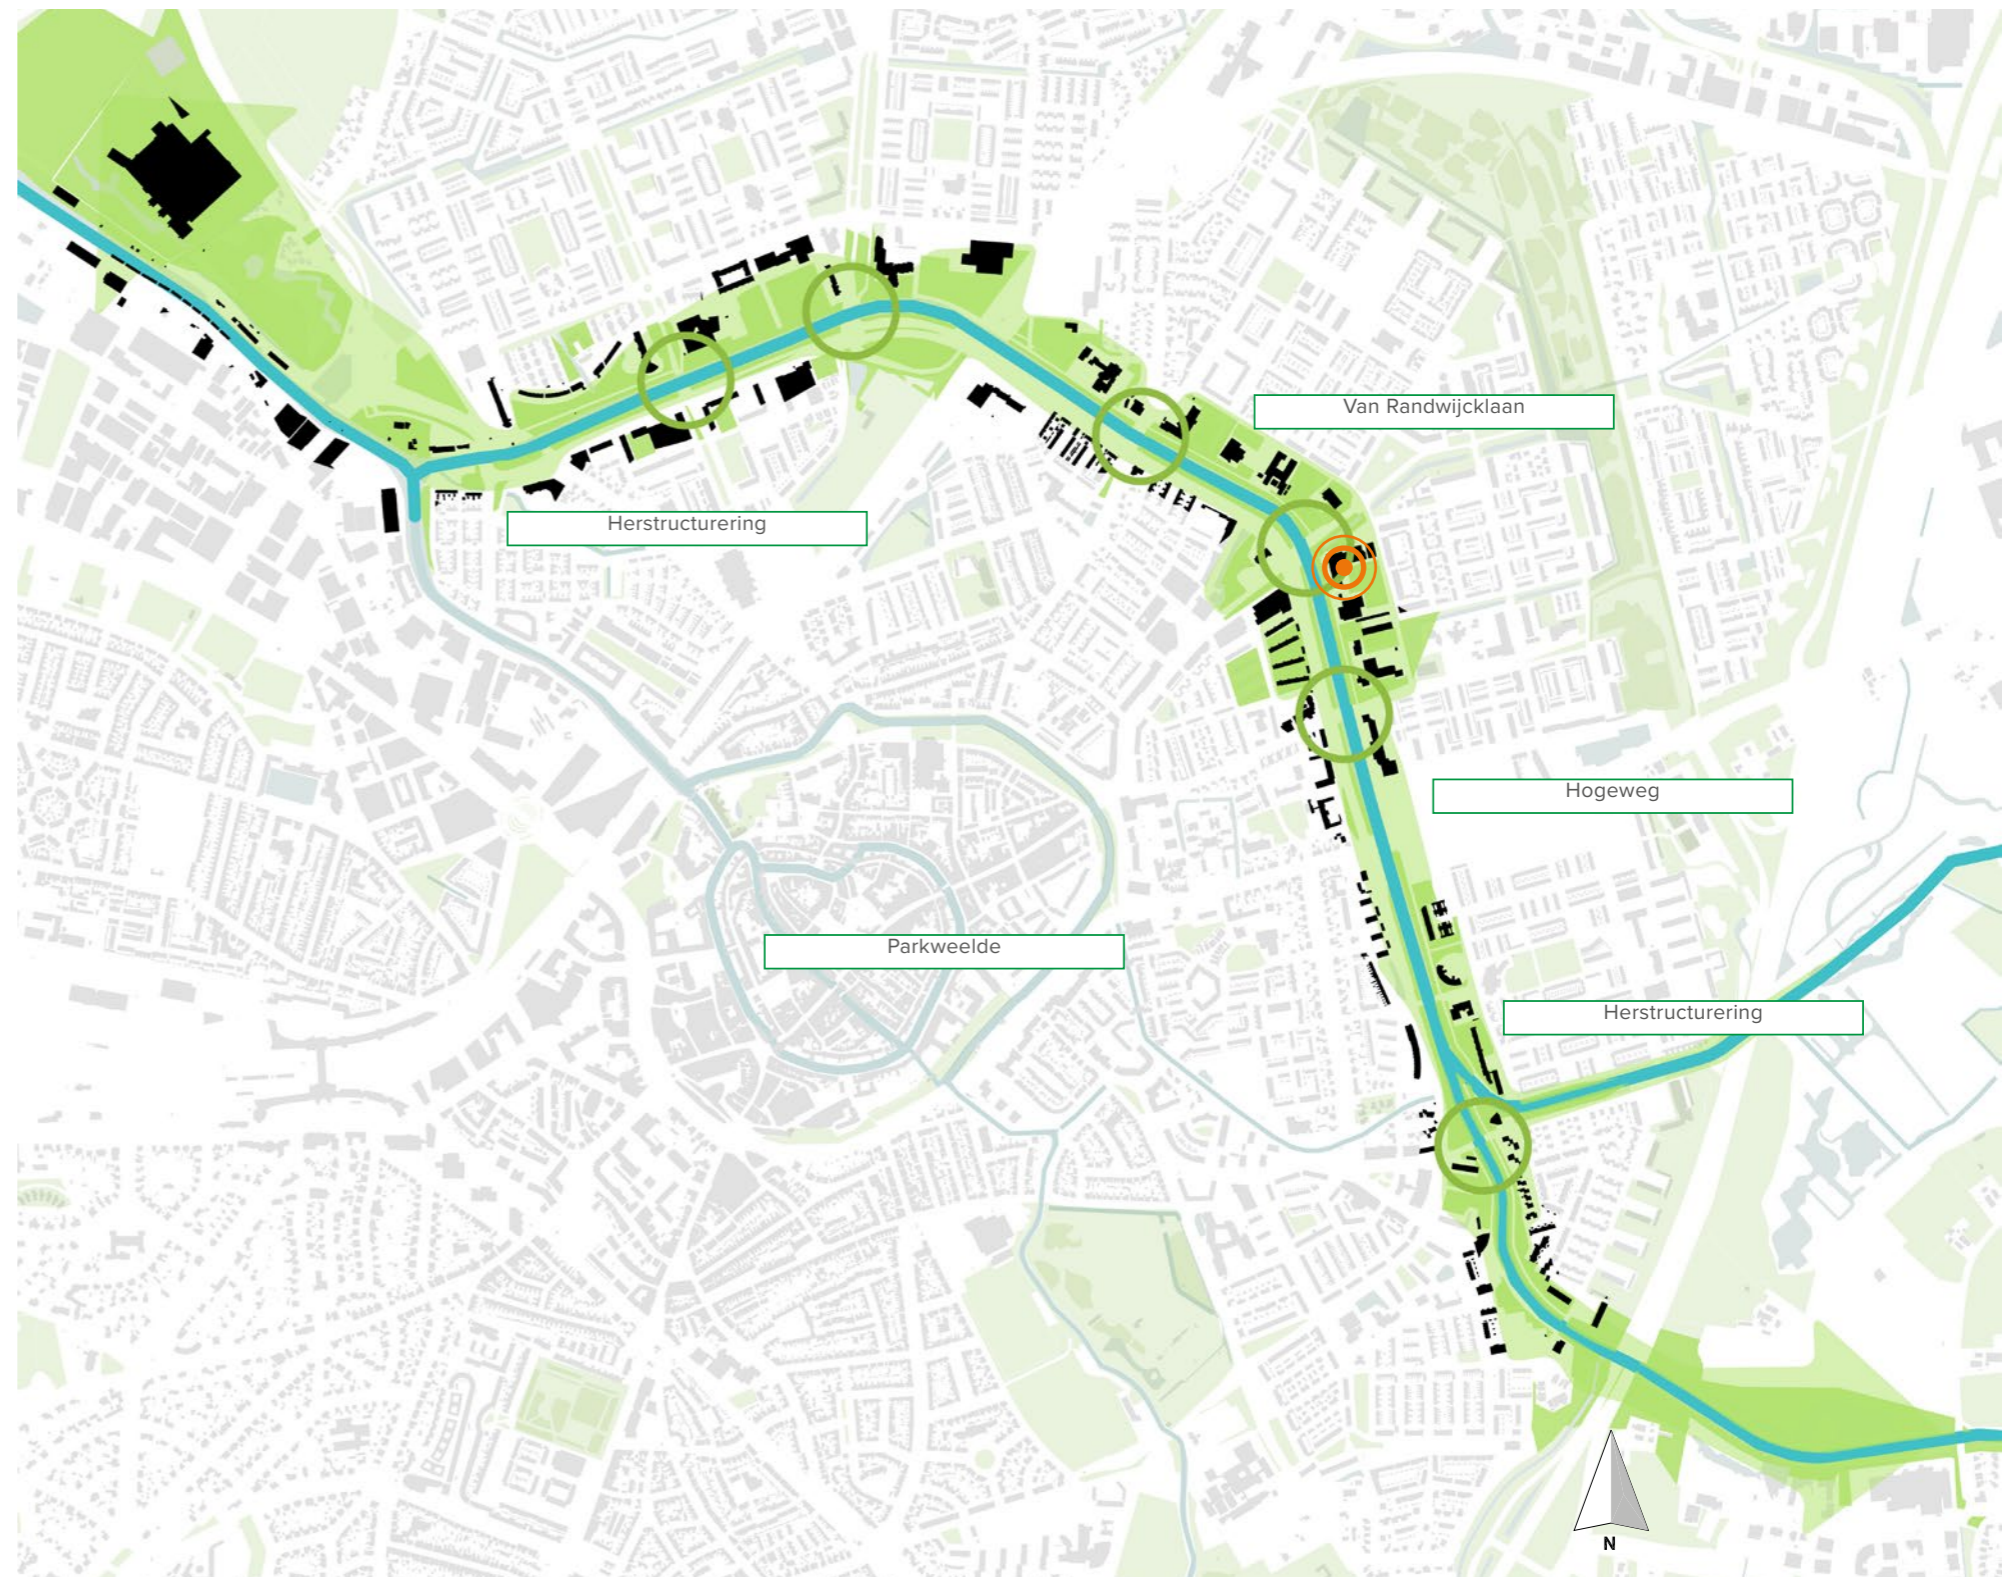 Van Randwijcklaan
Herstructurering
Hogeweg
Parkweelde
Herstructurering
N